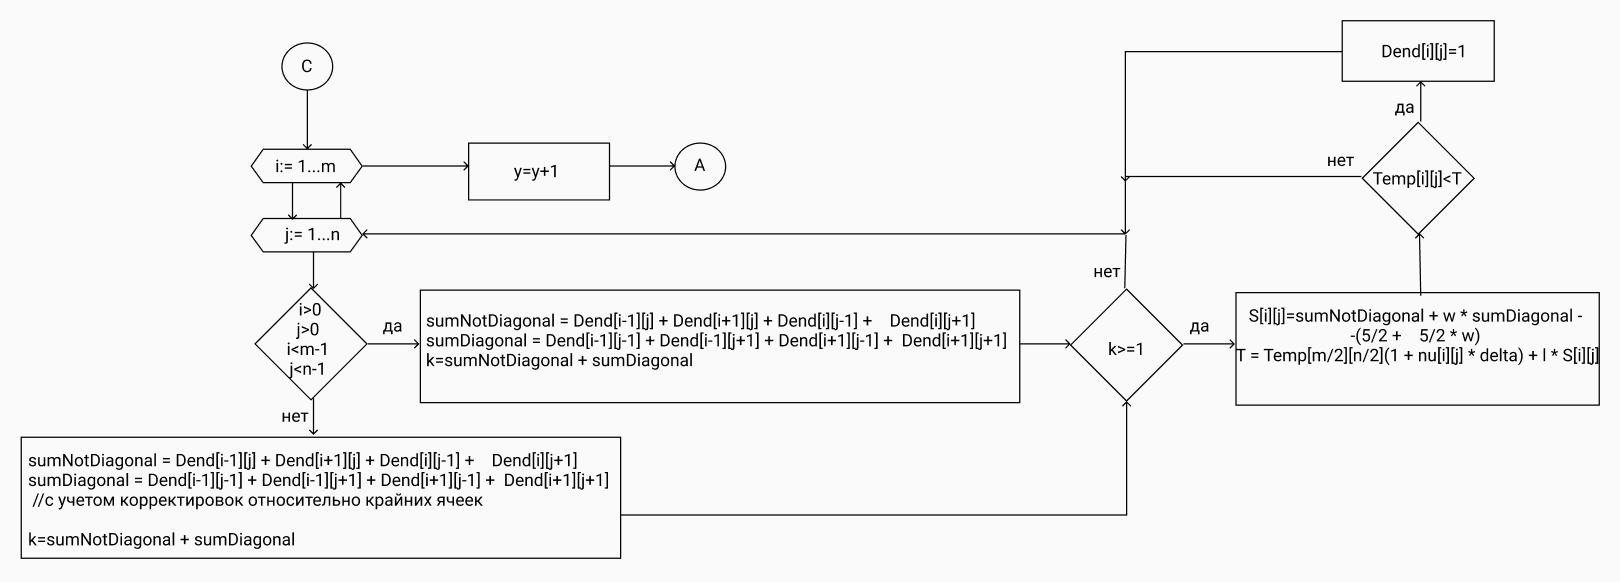 C
i:= 1...m
y=y+1
A
j:= 1...n
i>0
j>0
i<m-1
j<n-1
да
нет
sumNotDiagonal = Dend[i-1][j] + Dend[i+1][j] + Dend[i][j-1] + Dend[i][j+1]
sumDiagonal = Dend[i-1][j-1] + Dend[i-1][j+1] + Dend[i+1][j-1] + Dend[i+1][j+1]
k=sumNotDiagonal + sumDiagonal
sumNotDiagonal = Dend[i-1][j] + Dend[i+1][j] + Dend[i][j-1] + Dend[i][j+1]
sumDiagonal = Dend[i-1][j-1] + Dend[i-1][j+1] + Dend[i+1][j-1] + Dend[i+1][j+1]
//с учетом корректировок относительно крайних ячеек
k=sumNotDiagonal + sumDiagonal
нет
k>=1
да
S[i][j]=sumNotDiagonal + w * sumDiagonal -
-(5/2 + 5/2 * w)
T = Temp[m/2][n/2](1 + nu[i][j] * delta) + l * S[i][j]
нет
Temp[i][j]<T
да
Dend[i][j]=1